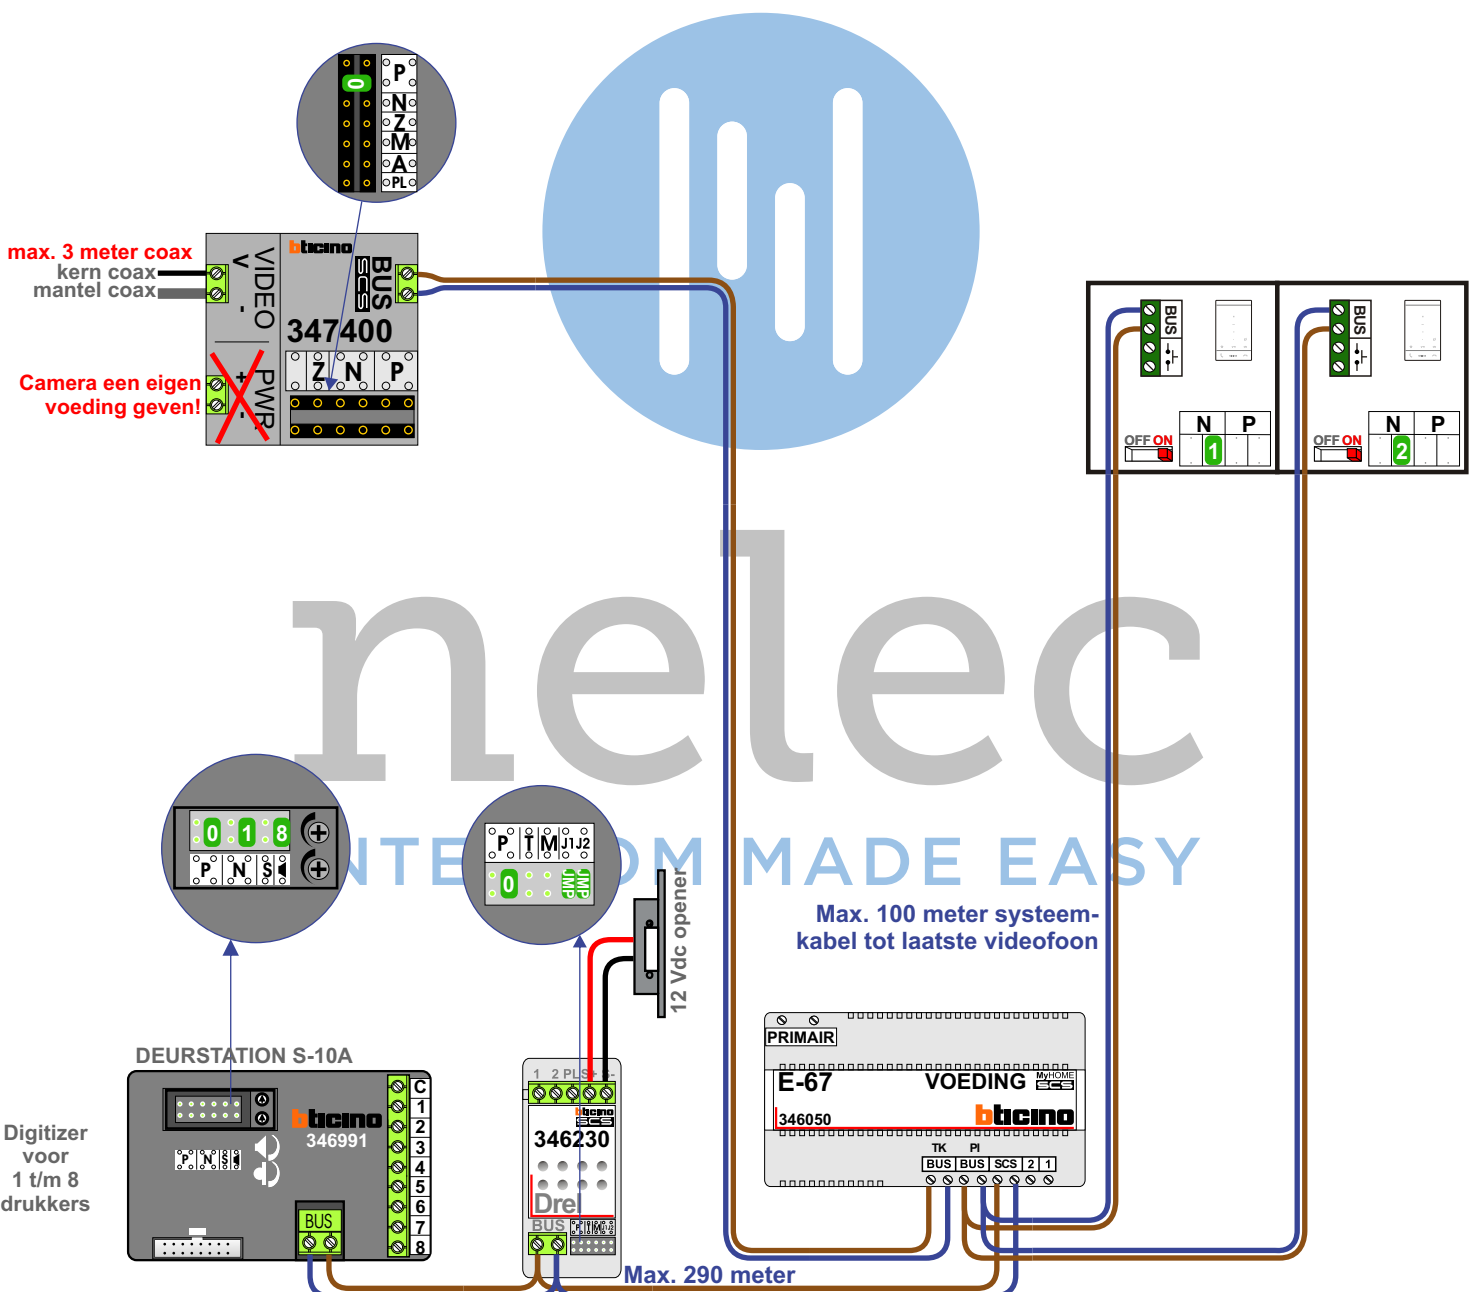 0
P
N
Z
M
A
PL
max. 3 meter coax
kern coax
mantel coax
Camera een eigen
voeding geven!
VIDEO
V -
PWR
+ -
bticino
BUS
SCS
347400
Z N P
BUS
N P
OFF ON
1
BUS
N P
OFF ON
2
nelec
INTERCOM MADE EASY
0 1 8
P N S
P T M J1 J2
0 JMP JMP
12 Vdc opener
Max. 100 meter systeem-
kabel tot laatste videofoon
DEURSTATION S-10A
bticino
346991
P N S
BUS
C
1
2
3
4
5
6
7
8
Digitizer
voor
1 t/m 8
drukkers
1 2 PL S+ S-
bticino
SCS
346230
Drel
BUS
P T M J1 J2
Max. 290 meter
PRIMAIR
E-67 VOEDING MyHOME
SCS
346050 bticino
TK PI
BUS BUS SCS 2 1